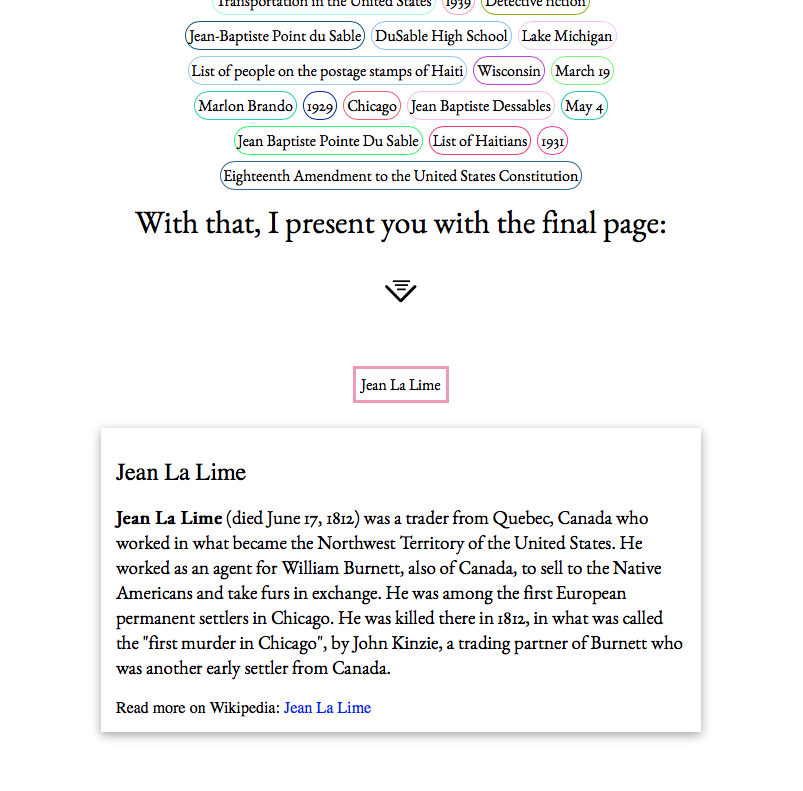 Transportation in the United States 1939 Detective fiction
Jean-Baptiste Point du Sable DuSable High School Lake Michigan
List of people on the postage stamps of Haiti Wisconsin March 19
Marlon Brando 1929 Chicago Jean Baptiste Dessables May 4
Jean Baptiste Pointe Du Sable List of Haitians 1931
Eighteenth Amendment to the United States Constitution
With that, I present you with the final page:
Jean La Lime
Jean La Lime
Jean La Lime (died June 17, 1812) was a trader from Quebec, Canada who
worked in what became the Northwest Territory of the United States. He
worked as an agent for William Burnett, also of Canada, to sell to the Native
Americans and take furs in exchange. He was among the first European
permanent settlers in Chicago. He was killed there in 1812, in what was called
the "first murder in Chicago", by John Kinzie, a trading partner of Burnett who
was another early settler from Canada.
Read more on Wikipedia: Jean La Lime